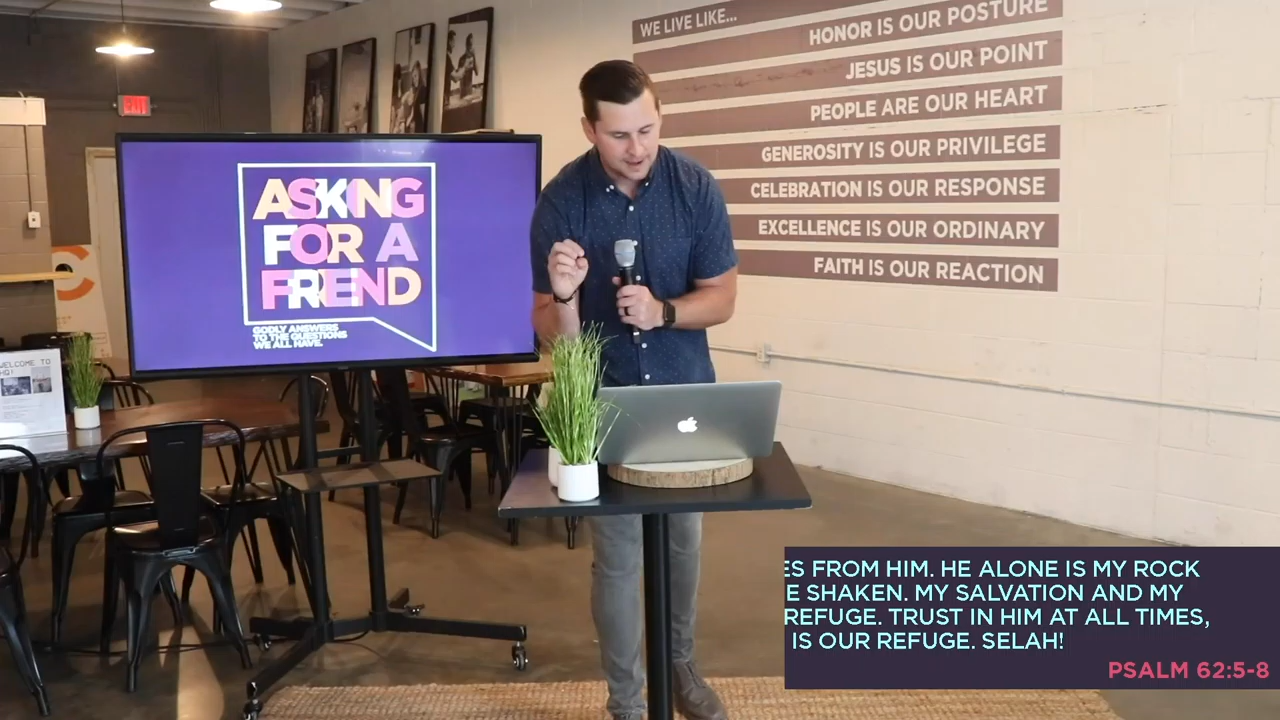 WE LIVE LIKE...
HONOR IS OUR POSTURE
JESUS IS OUR POINT
PEOPLE ARE OUR HEART
GENEROSITY IS OUR PRIVILEGE
CELEBRATION IS OUR RESPONSE
EXCELLENCE IS OUR ORDINARY
FAITH IS OUR REACTION
EXIT
ASKING
FOR A
FRIEND
GODLY ANSWERS
TO THE QUESTIONS
WE ALL HAVE.
WELCOME TO
HQ!
ES FROM HIM. HE ALONE IS MY ROCK
E SHAKEN. MY SALVATION AND MY
REFUGE. TRUST IN HIM AT ALL TIMES,
IS OUR REFUGE. SELAH!
PSALM 62:5-8